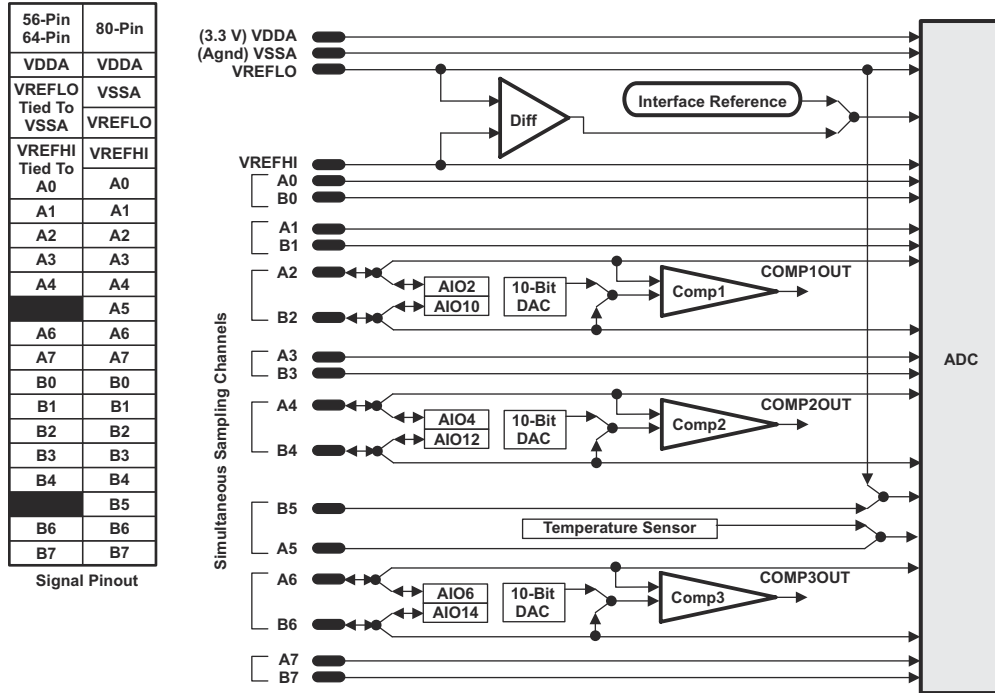 56-Pin
64-Pin
80-Pin
VDDA
VDDA
VREFLO
Tied To
VSSA
VSSA
VREFLO
VREFHI
Tied To
A0
VREFHI
A0
A1
A1
A2
A2
A3
A3
A4
A4
A5
A6
A6
A7
A7
B0
B0
B1
B1
B2
B2
B3
B3
B4
B4
B5
B6
B6
B7
B7
Signal Pinout
(3.3 V) VDDA
(Agnd) VSSA
VREFLO
Interface Reference
Diff
VREFHI
A0
B0
A1
B1
A2
AIO2
AIO10
10-Bit
DAC
Comp1
COMP1OUT
B2
Simultaneous Sampling Channels
A3
B3
ADC
A4
AIO4
AIO12
10-Bit
DAC
Comp2
COMP2OUT
B4
B5
Temperature Sensor
A5
A6
AIO6
AIO14
10-Bit
DAC
Comp3
COMP3OUT
B6
A7
B7